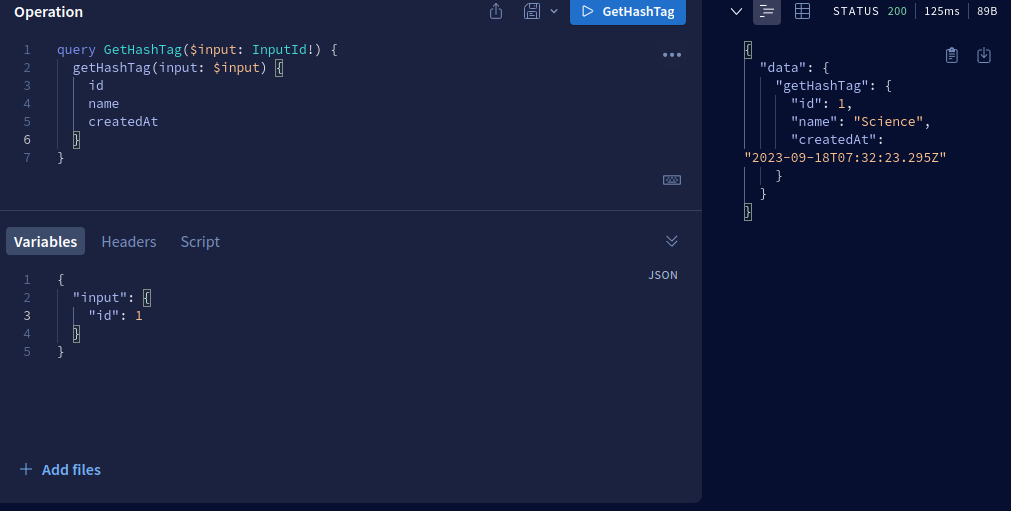 Operation
GetHashTag
1 query GetHashTag($input: InputId!) {
2 getHashTag(input: $input) {
3 id
4 name
5 createdAt
6 }
7 }
Variables Headers Script
JSON
1 {
2 "input": {
3 "id": 1
4 }
5 }
+ Add files
STATUS 200 125ms 89B
{
"data": {
"getHashTag": {
"id": 1,
"name": "Science",
"createdAt":
"2023-09-18T07:32:23.295Z"
}
}
}